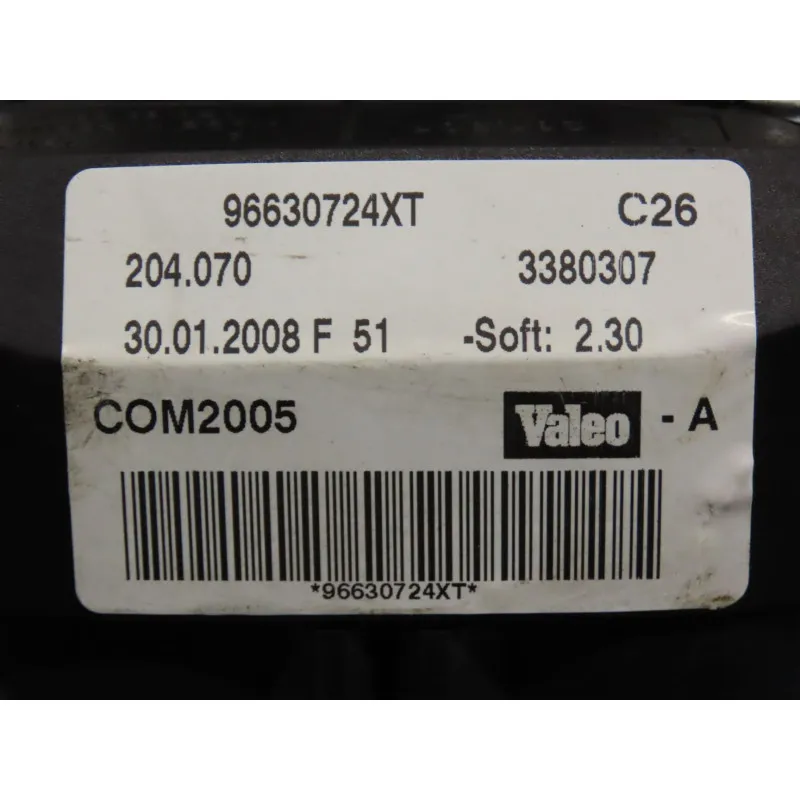 96630724XT C26
204.070 3380307
30.01.2008 F 51 -Soft: 2.30
COM2005 Valeo - A
*96630724XT*